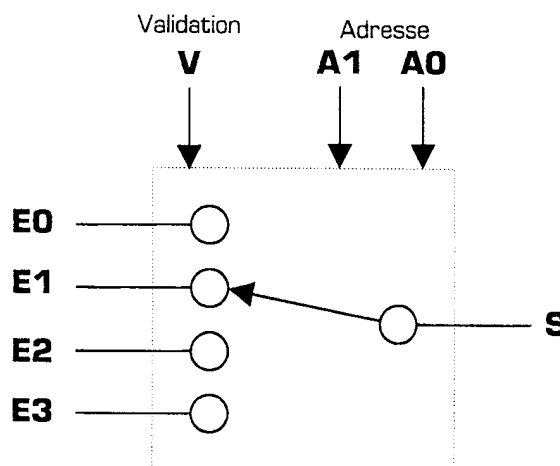 Validation Adresse
V A1 A0
E0
E1
E2
E3
S